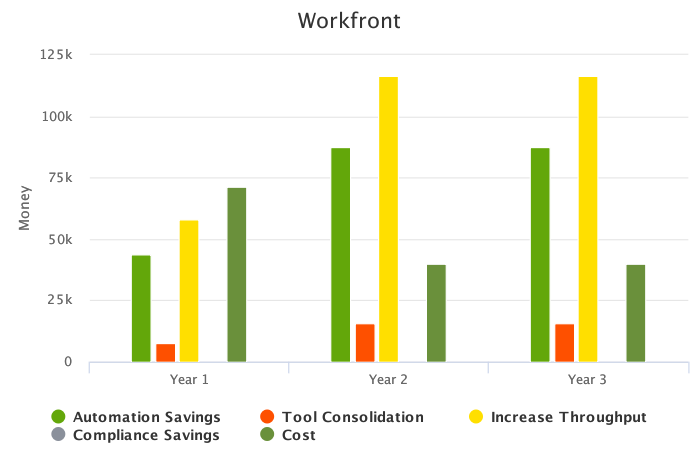 Workfront
125k
100k
75k
50k
25k
0
Money
Year 1 Year 2 Year 3
Automation Savings Tool Consolidation Increase Throughput
Compliance Savings Cost